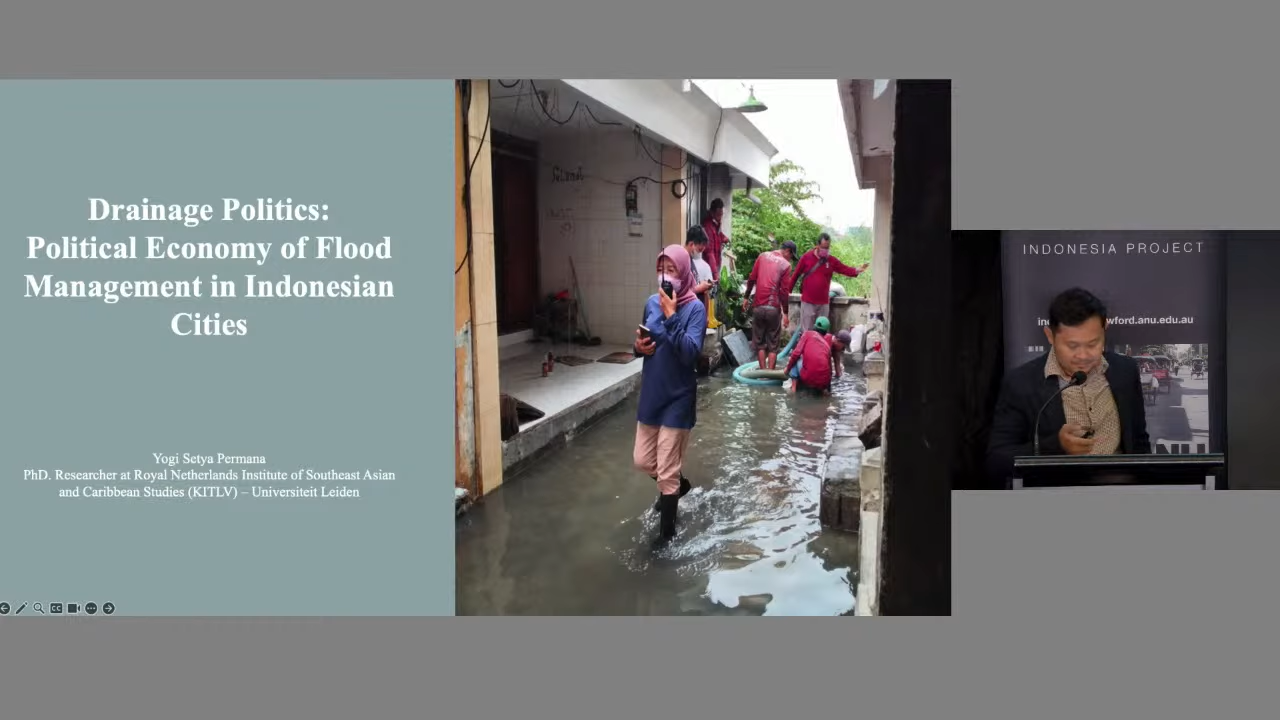 Drainage Politics:
Political Economy of Flood
Management in Indonesian
Cities
Yogi Setya Permana
PhD. Researcher at Royal Netherlands Institute of Southeast Asian
and Caribbean Studies (KITLV) – Universiteit Leiden
INDONESIA PROJECT
wford.anu.edu.au